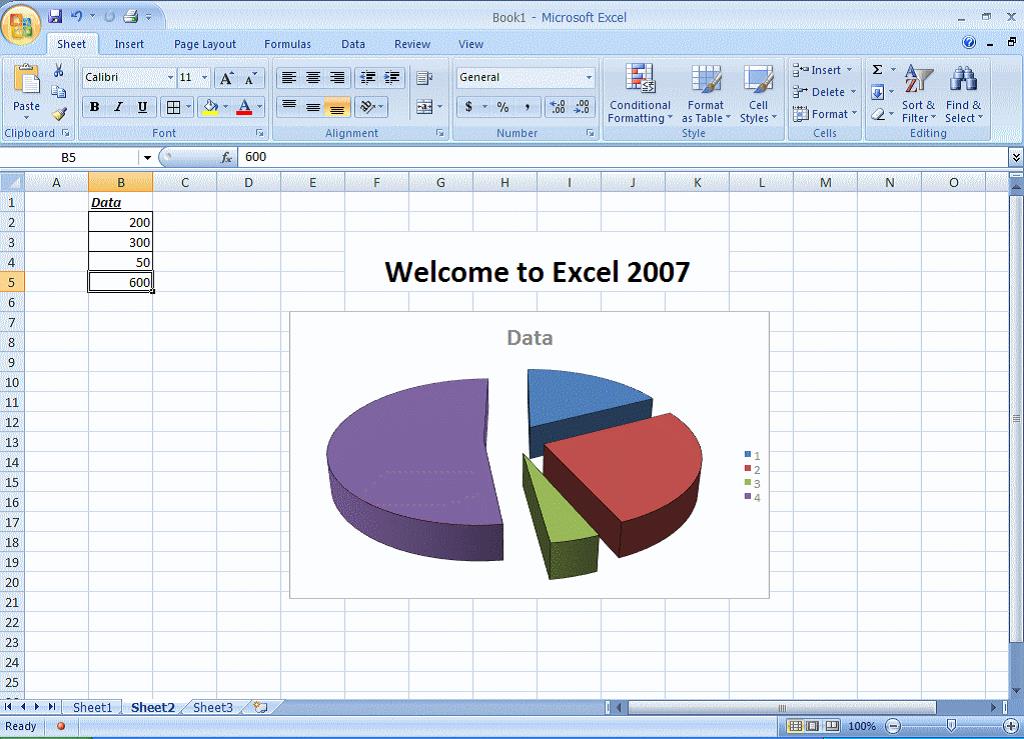 Book1 - Microsoft Excel
Sheet Insert Page Layout Formulas Data Review View
Calibri 11 A A General Insert Σ
Paste B I U A $ % , Conditional Formatting Format as Table Cell Styles Delete Format Sort & Filter Find & Select
Clipboard Font Alignment Number Style Cells Editing
B5 fx 600
A B C D E F G H I J K L M N O
1 Data
2 200
3 300
4 50
5 600
Welcome to Excel 2007
6
7
Data
8
9
10
11
12
13
14
15
16
17
18
19
20
21
22
23
24
25
1
2
3
4
Sheet1 Sheet2 Sheet3
Ready 100%